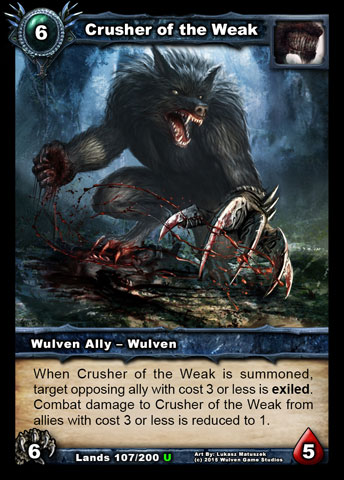 6
Crusher of the Weak
Wulven Ally – Wulven
When Crusher of the Weak is summoned,
target opposing ally with cost 3 or less is exiled.
Combat damage to Crusher of the Weak from
allies with cost 3 or less is reduced to 1.
6
Lands 107/200 U
Art By: Lukasz Matuszek
(c) 2015 Wulven Game Studios
5